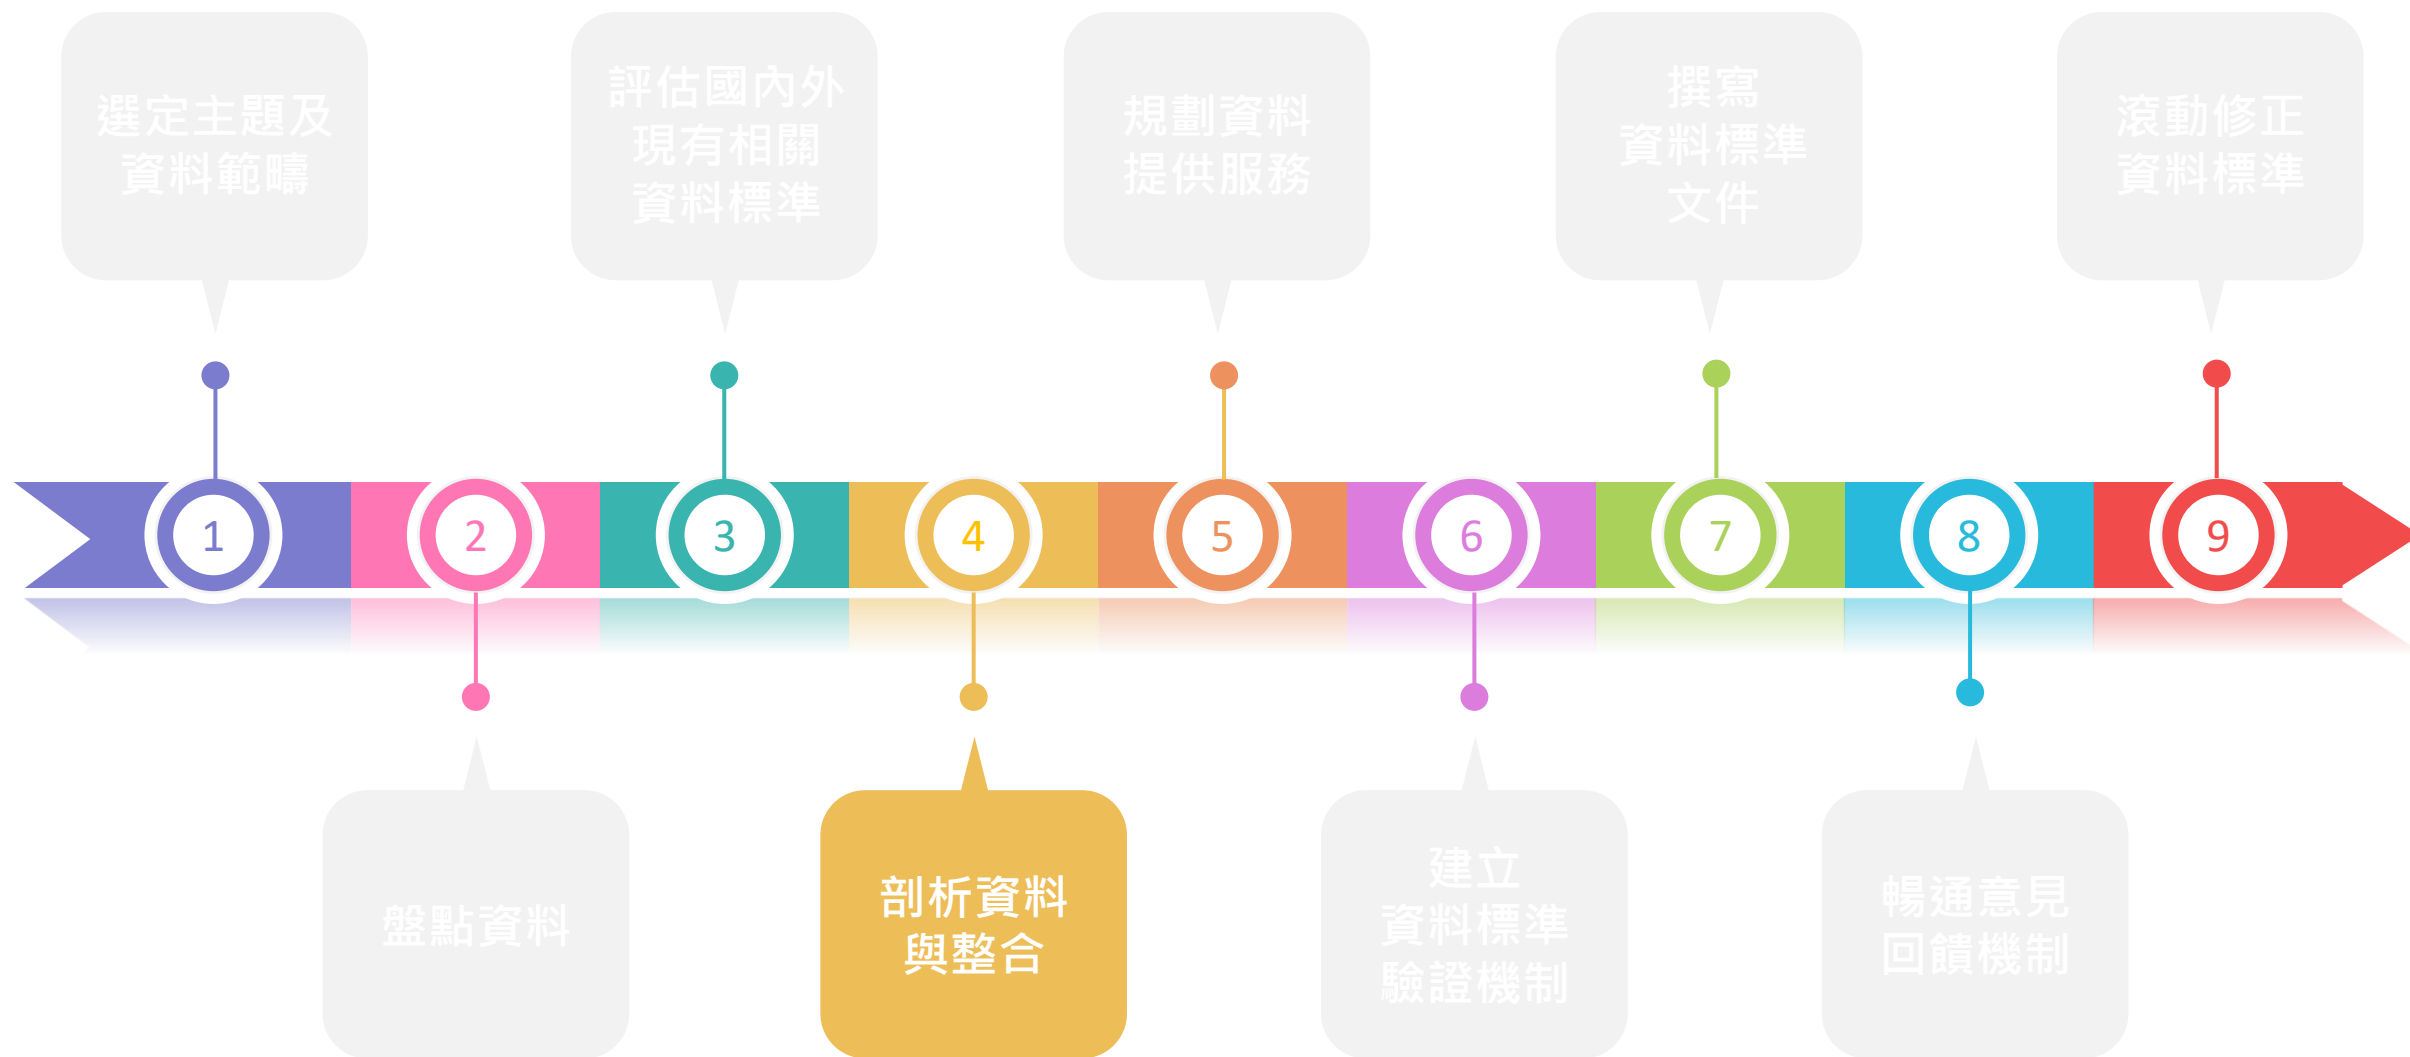 選定主題及
資料範疇
評估國內外
現有相關
資料標準
規劃資料
提供服務
撰寫
資料標準
文件
滾動修正
資料標準
1
2
3
4
5
6
7
8
9
盤點資料
剖析資料
與整合
建立
資料標準
驗證機制
暢通意見
回饋機制